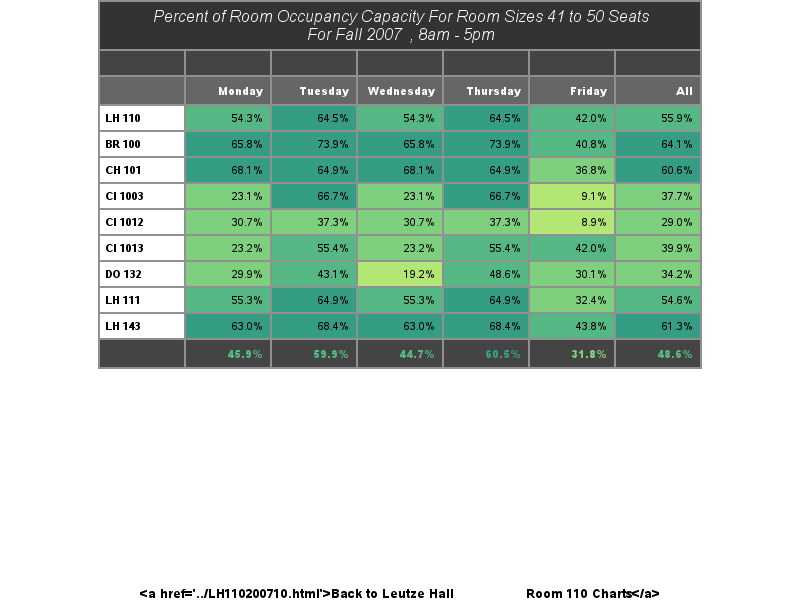 Percent of Room Occupancy Capacity For Room Sizes 41 to 50 Seats
For Fall 2007 , 8am - 5pm
Monday Tuesday Wednesday Thursday Friday All
LH 110 54.3% 64.5% 54.3% 64.5% 42.0% 55.9%
BR 100 65.8% 73.9% 65.8% 73.9% 40.8% 64.1%
CH 101 68.1% 64.9% 68.1% 64.9% 36.8% 60.6%
CI 1003 23.1% 66.7% 23.1% 66.7% 9.1% 37.7%
CI 1012 30.7% 37.3% 30.7% 37.3% 8.9% 29.0%
CI 1013 23.2% 55.4% 23.2% 55.4% 42.0% 39.9%
DO 132 29.9% 43.1% 19.2% 48.6% 30.1% 34.2%
LH 111 55.3% 64.9% 55.3% 64.9% 32.4% 54.6%
LH 143 63.0% 68.4% 63.0% 68.4% 43.8% 61.3%
45.9% 59.9% 44.7% 60.5% 31.8% 48.6%
<a href='../LH110200710.html'>Back to Leutze Hall Room 110 Charts</a>